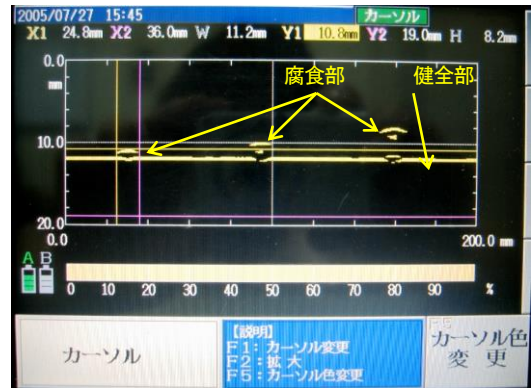 2005/07/27 15:45 カーソル
X1 24.8mm X2 36.0mm W 11.2mm Y1 10.8mm Y2 19.0mm H 8.2mm
0.0
mm
腐食部 健全部
10.0
20.0
0.0 200.0 mm
A B
0 10 20 30 40 50 60 70 80 90 %
カーソル
【説明】
F1:カーソル変更
F2:拡大
F5:カーソル色変更
カーソル色
変更